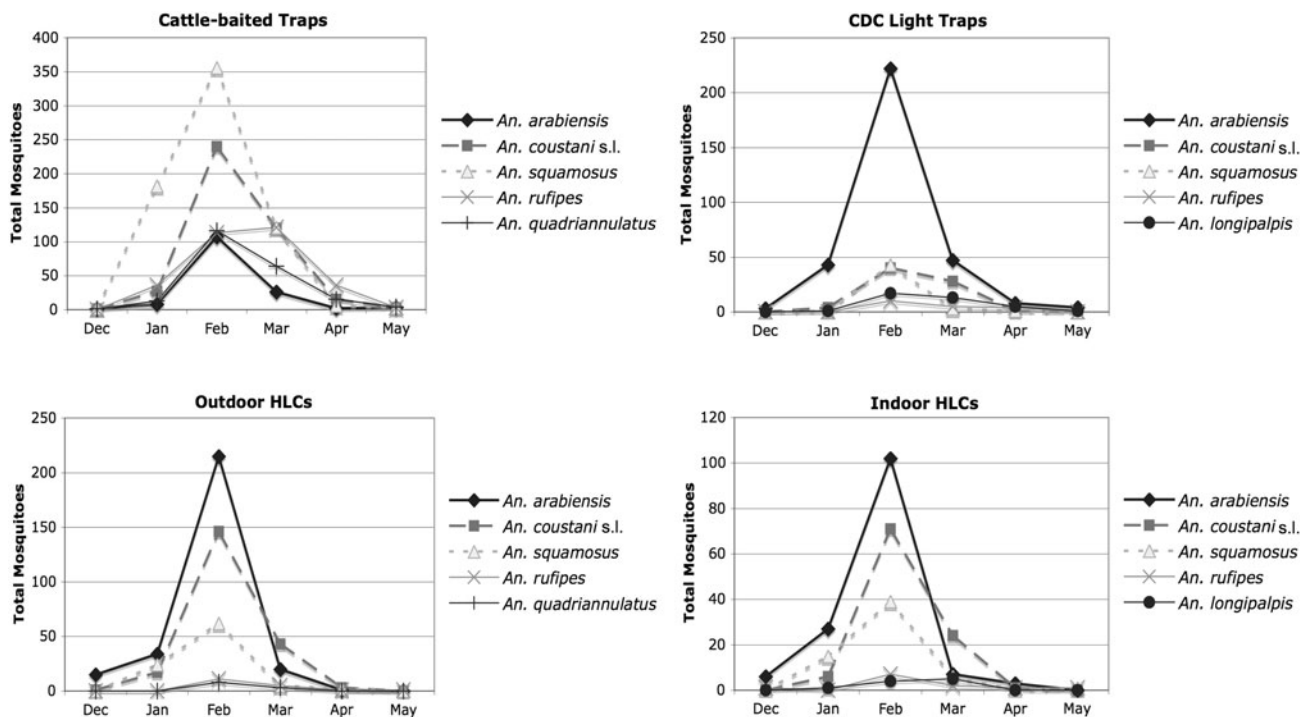 Cattle-baited Traps
Total Mosquitoes
400
350
300
250
200
150
100
50
0
Dec Jan Feb Mar Apr May
An. arabiensis
An. coustani s.l.
An. squamosus
An. rufipes
An. quadriannulatus
CDC Light Traps
Total Mosquitoes
250
200
150
100
50
0
Dec Jan Feb Mar Apr May
An. arabiensis
An. coustani s.l.
An. squamosus
An. rufipes
An. longipalpis
Outdoor HLCs
Total Mosquitoes
250
200
150
100
50
0
Dec Jan Feb Mar Apr May
An. arabiensis
An. coustani s.l.
An. squamosus
An. rufipes
An. quadriannulatus
Indoor HLCs
Total Mosquitoes
120
100
80
60
40
20
0
Dec Jan Feb Mar Apr May
An. arabiensis
An. coustani s.l.
An. squamosus
An. rufipes
An. longipalpis